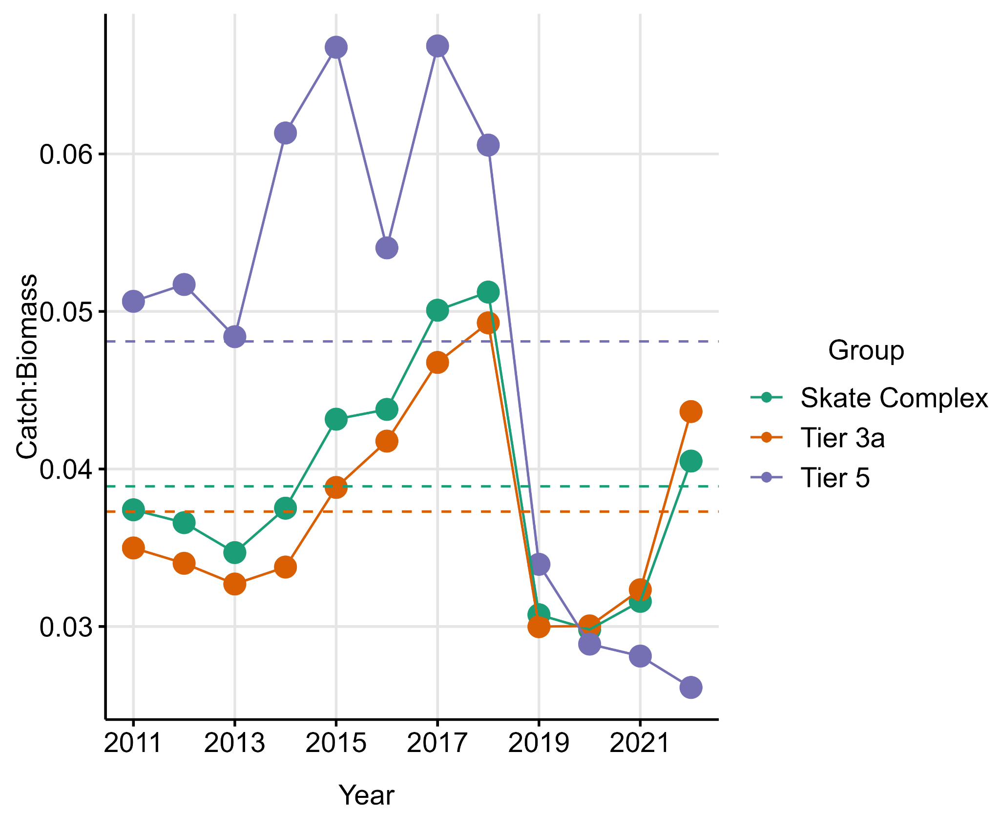 Catch:Biomass
0.06
0.05
0.04
0.03
2011 2013 2015 2017 2019 2021
Year
Group
Skate Complex
Tier 3a
Tier 5